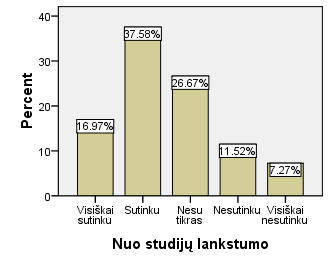 40
30
20
10
0
Percent
16.97%
37.58%
26.67%
11.52%
7.27%
Visiškai
sutinku
Sutinku
Nesu
tikras
Nesutinku
Visiškai
nesutinku
Nuo studijų lankstumo